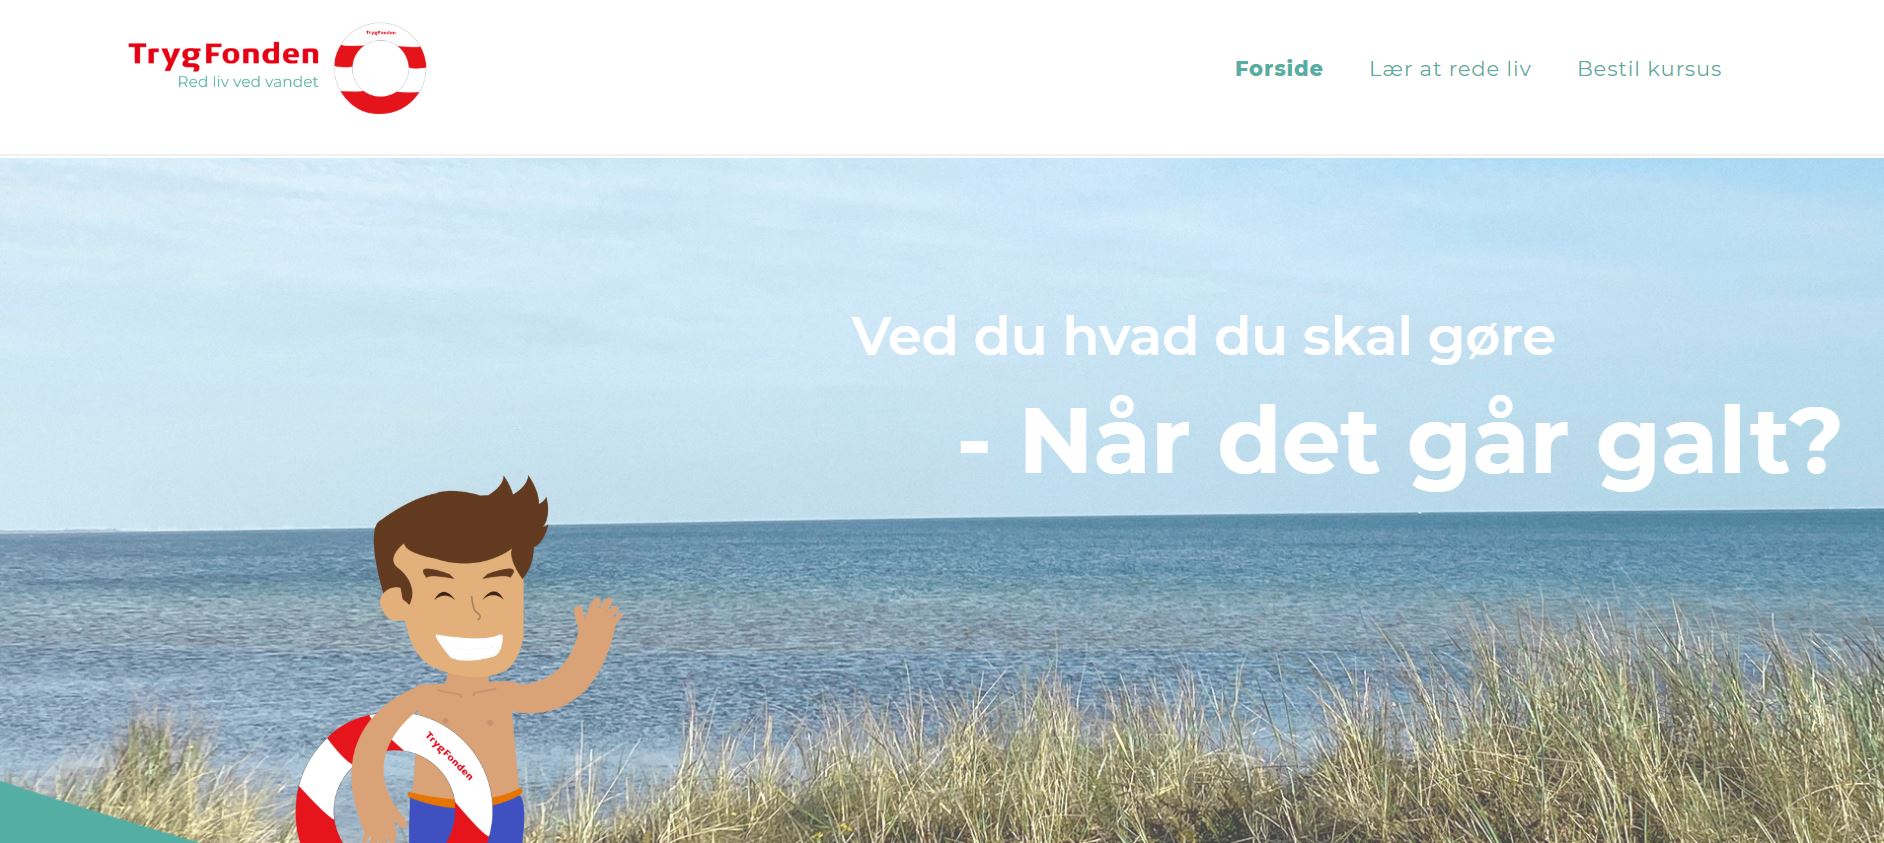 TrygFonden
Red liv ved vandet
TrygFonden
Forside
Lær at rede liv
Bestil kursus
Ved du hvad du skal gøre
- Når det går galt?
TrygFonden